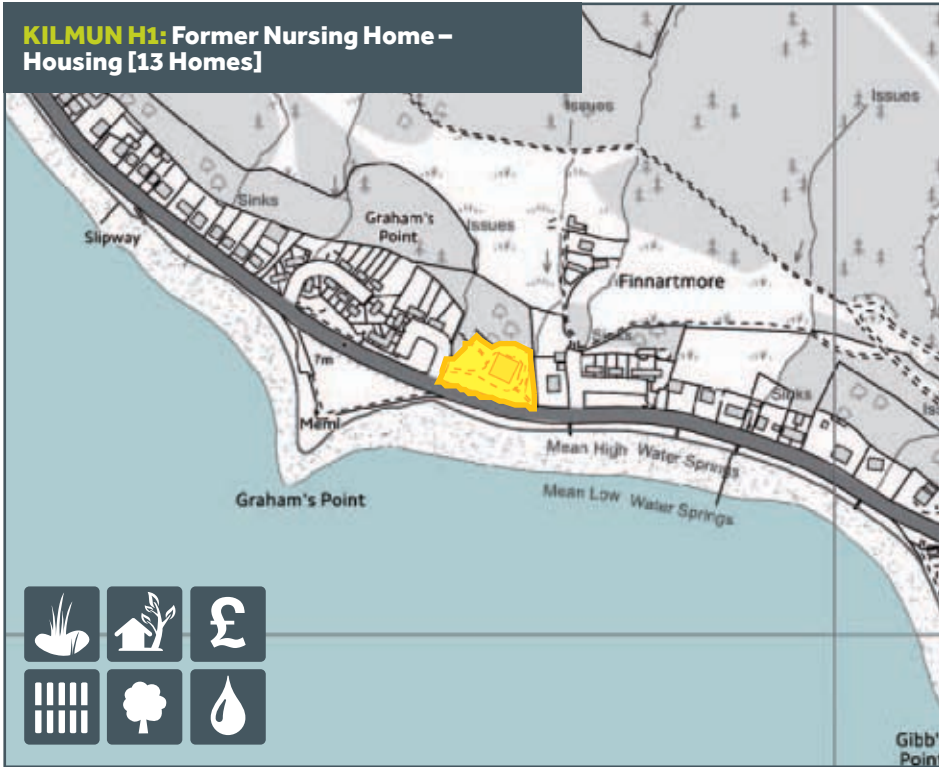 KILMUN H1: Former Nursing Home –
Housing [13 Homes]
Issues
Issues
Sinks
Graham's
Point
Issues
Slipway
Finnartmore
Sinks
7m
Sinks
Meml
Mean High Water Springs
Graham's Point
Mean Low Water Springs
£
Gibb'
Point